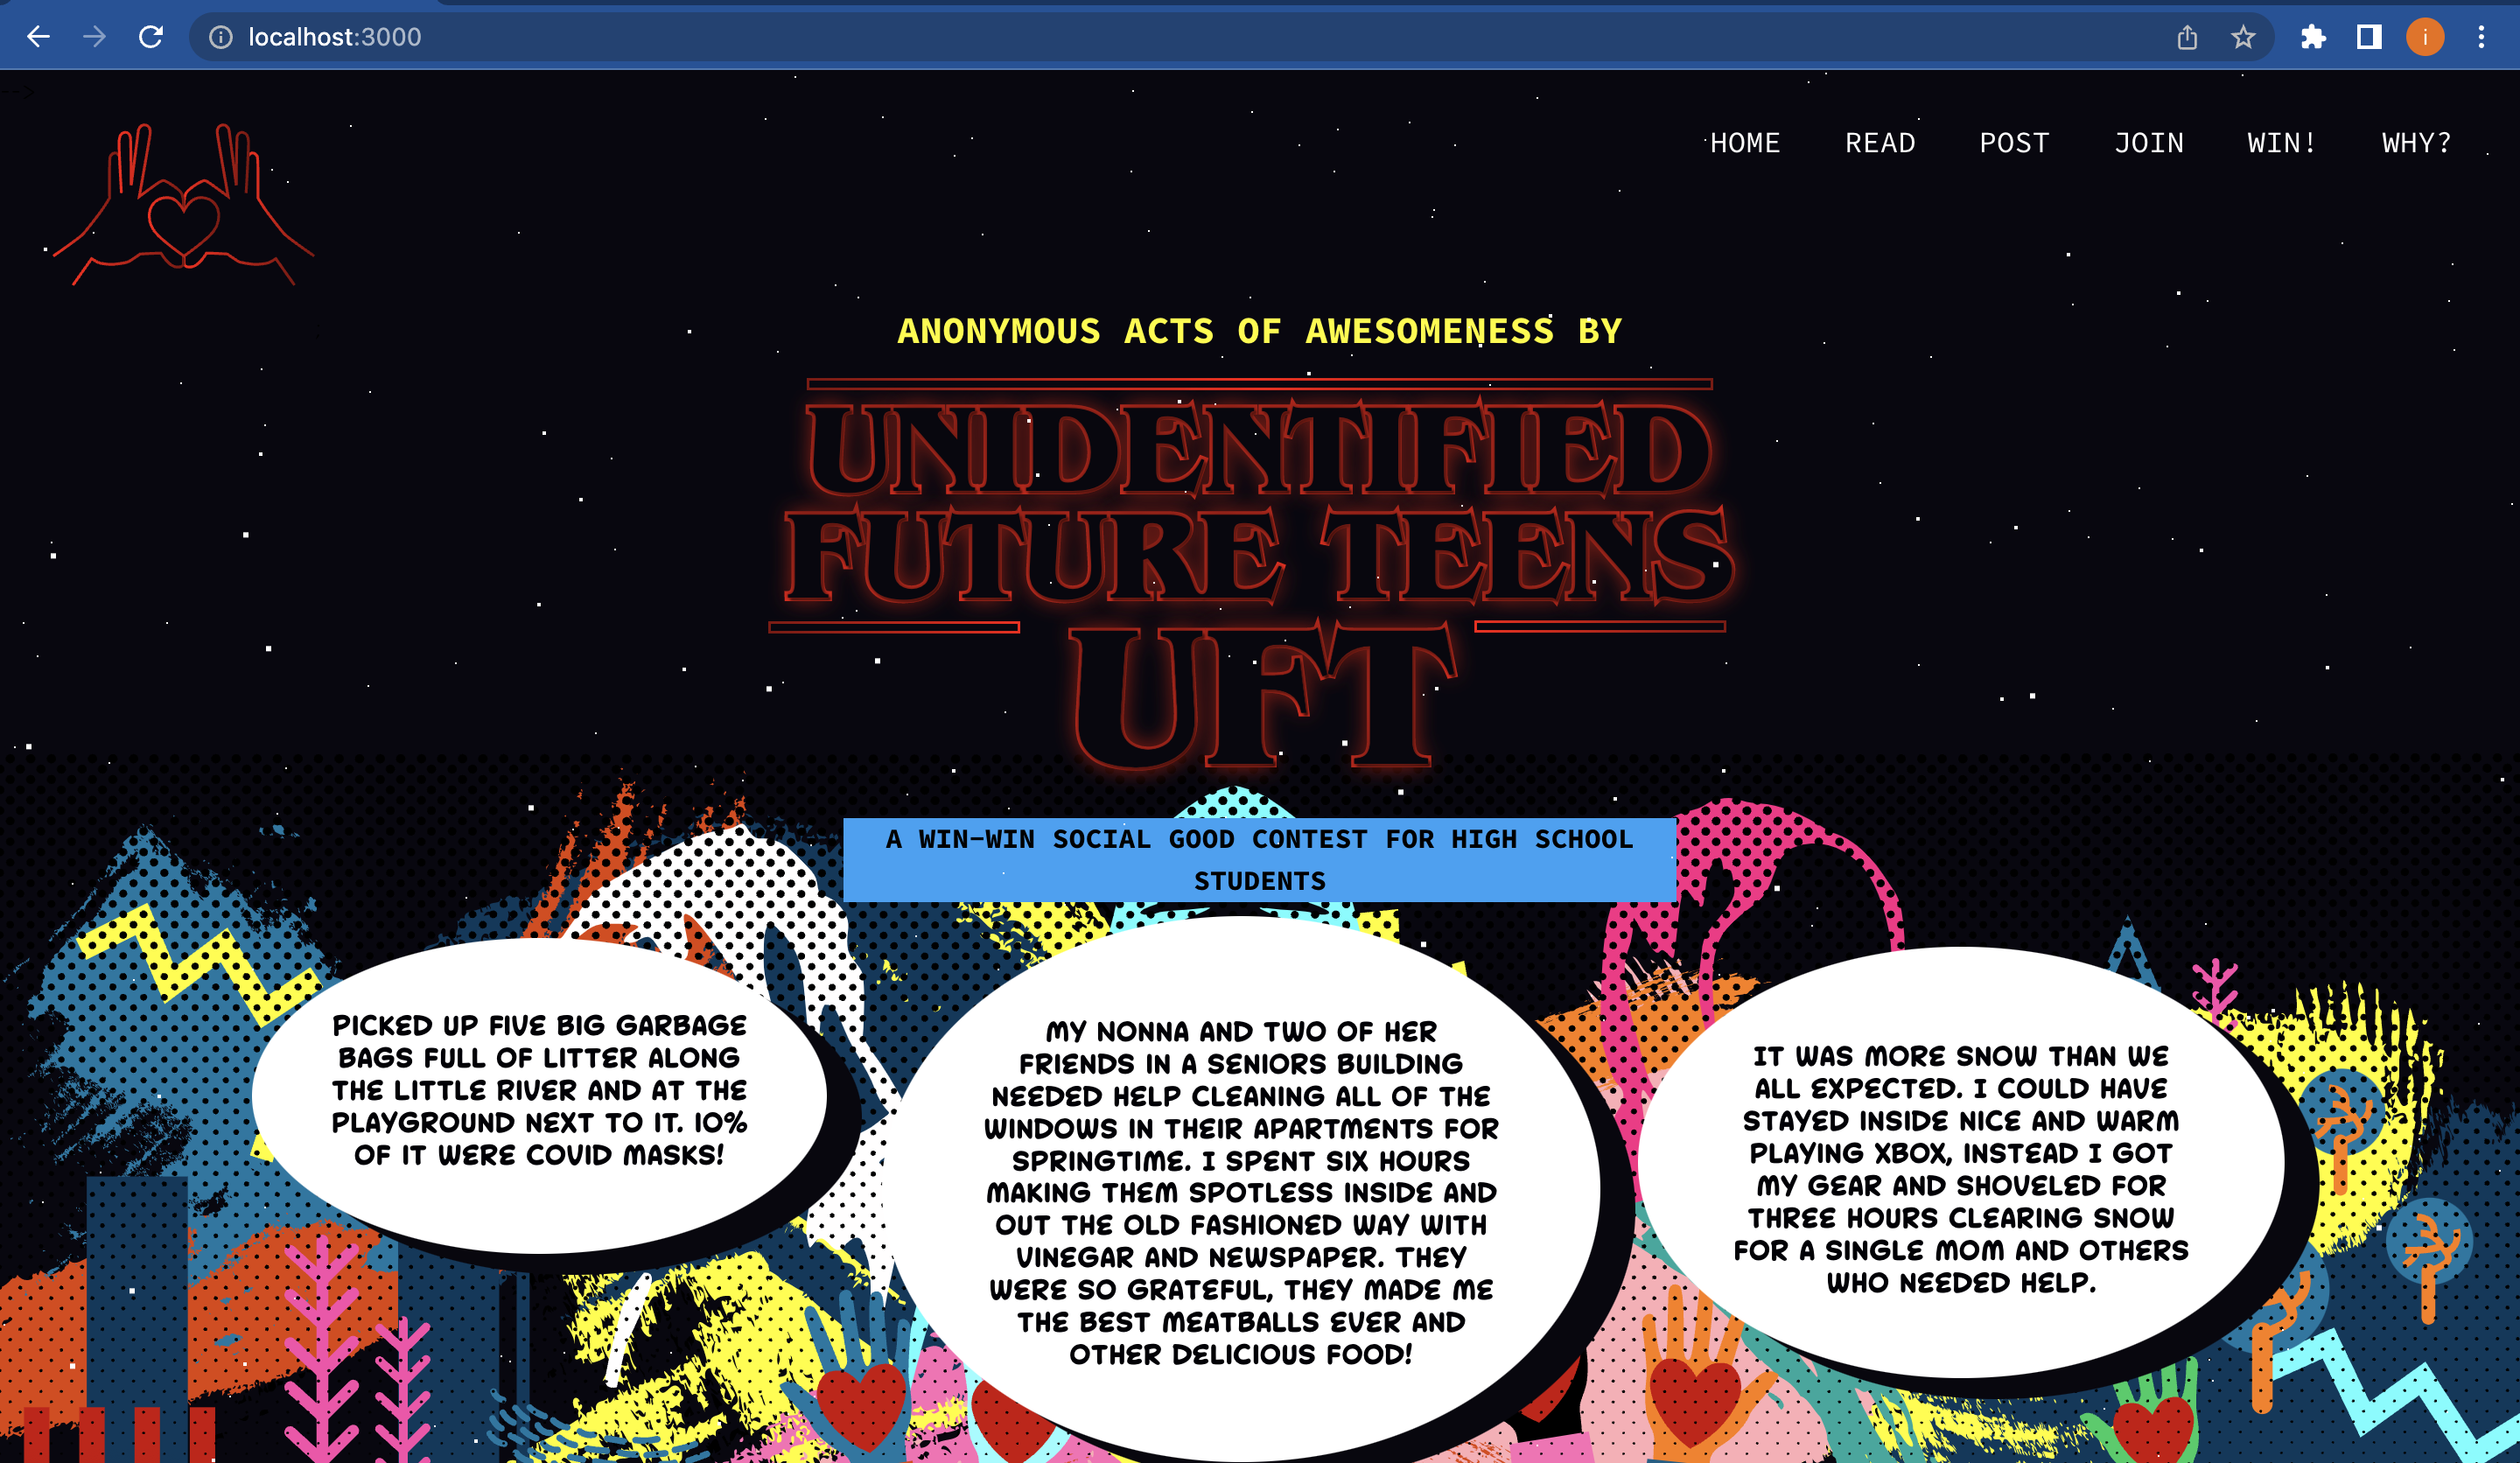 localhost:3000
i
-->
HOME READ POST JOIN WIN! WHY?
ANONYMOUS ACTS OF AWESOMENESS BY
UNIDENTIFIED
FUTURE TEENS
UFT
A WIN-WIN SOCIAL GOOD CONTEST FOR HIGH SCHOOL
STUDENTS
PICKED UP FIVE BIG GARBAGE
BAGS FULL OF LITTER ALONG
THE LITTLE RIVER AND AT THE
PLAYGROUND NEXT TO IT. 10%
OF IT WERE COVID MASKS!
MY NONNA AND TWO OF HER
FRIENDS IN A SENIORS BUILDING
NEEDED HELP CLEANING ALL OF THE
WINDOWS IN THEIR APARTMENTS FOR
SPRINGTIME. I SPENT SIX HOURS
MAKING THEM SPOTLESS INSIDE AND
OUT THE OLD FASHIONED WAY WITH
VINEGAR AND NEWSPAPER. THEY
WERE SO GRATEFUL, THEY MADE ME
THE BEST MEATBALLS EVER AND
OTHER DELICIOUS FOOD!
IT WAS MORE SNOW THAN WE
ALL EXPECTED. I COULD HAVE
STAYED INSIDE NICE AND WARM
PLAYING XBOX, INSTEAD I GOT
MY GEAR AND SHOVELED FOR
THREE HOURS CLEARING SNOW
FOR A SINGLE MOM AND OTHERS
WHO NEEDED HELP.